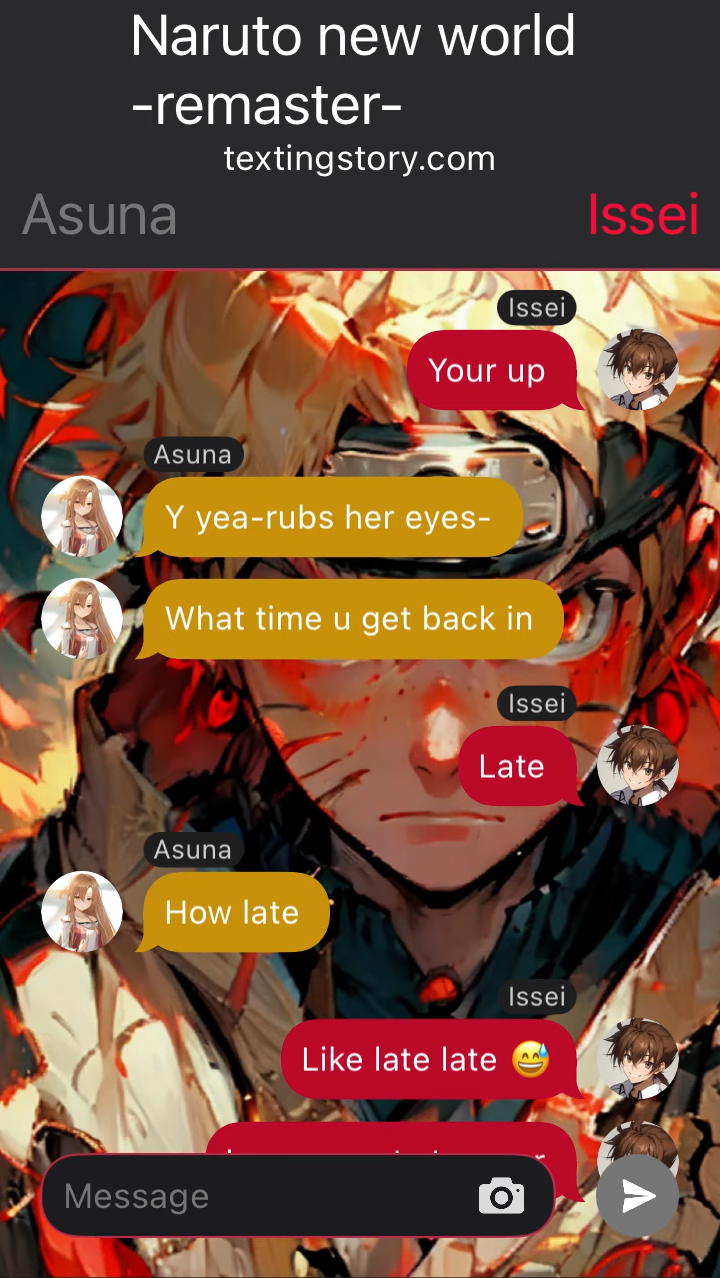 Naruto new world
-remaster-
textingstory.com
Asuna
Issei
Issei
Your up
Asuna
Y yea-rubs her eyes-
What time u get back in
Issei
Late
Asuna
How late
Issei
Like late late 😅
Message